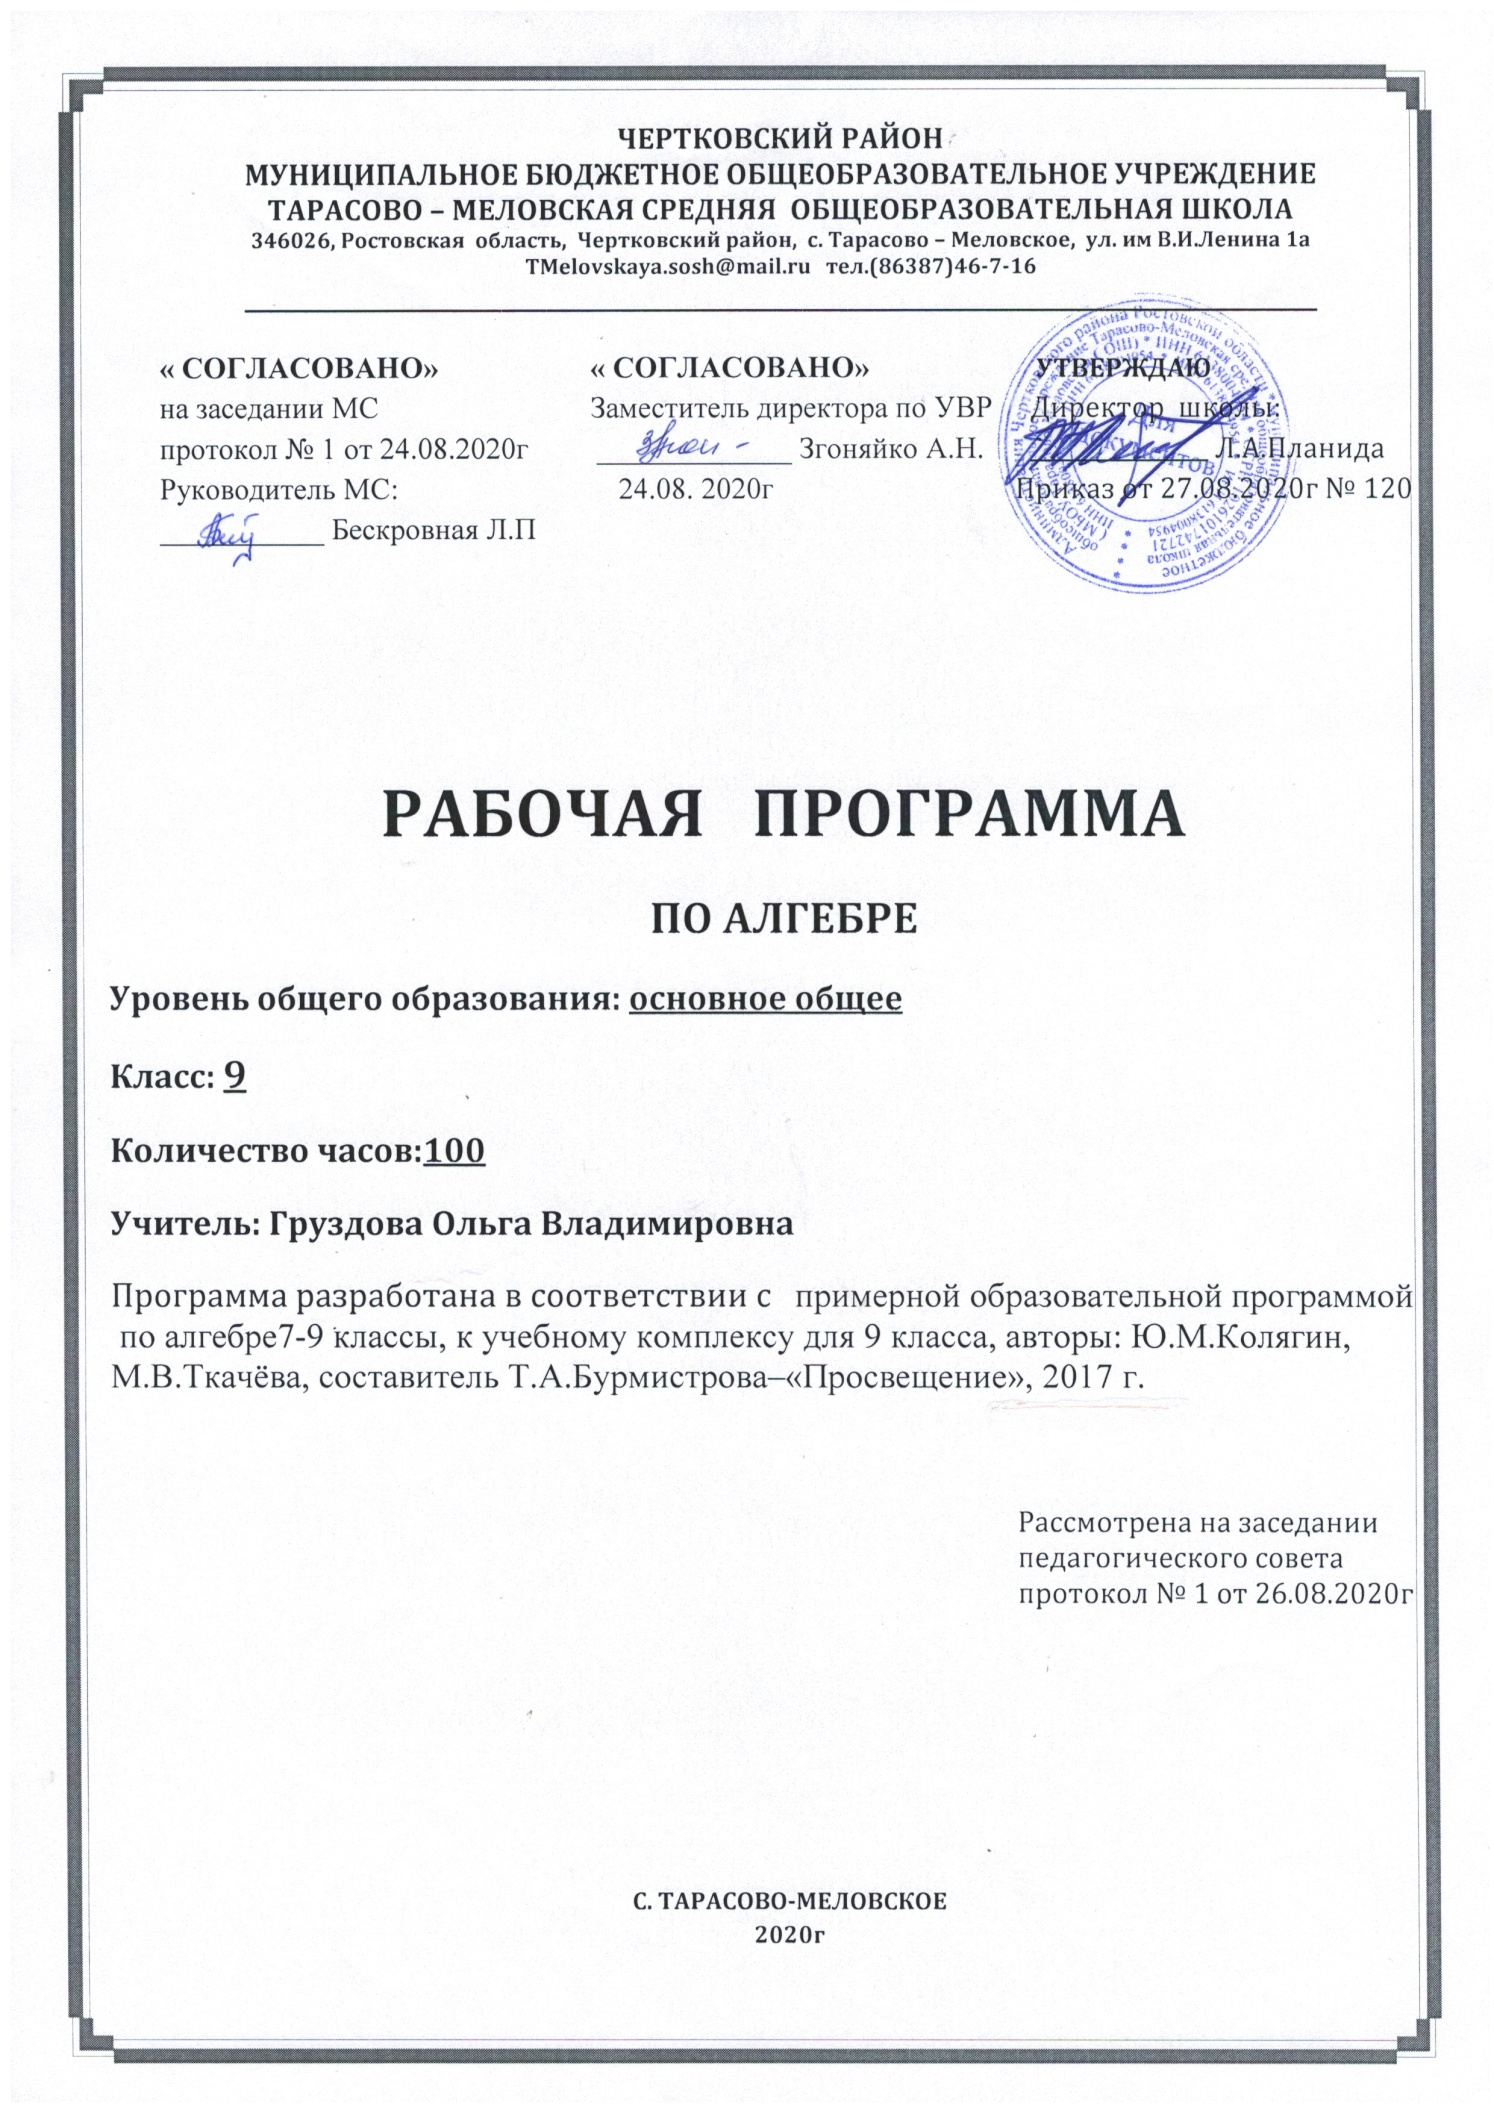 ЧЕРТКОВСКИЙ РАЙОН
МУНИЦИПАЛЬНОЕ БЮДЖЕТНОЕ ОБЩЕОБРАЗОВАТЕЛЬНОЕ УЧРЕЖДЕНИЕ
ТАРАСОВО – МЕЛОВСКАЯ СРЕДНЯЯ ОБЩЕОБРАЗОВАТЕЛЬНАЯ ШКОЛА
346026, Ростовская область, Чертковский район, с. Тарасово – Меловское, ул. им В.И.Ленина 1а
TMelovskaya.sosh@mail.ru тел.(86387)46-7-16
« СОГЛАСОВАНО»
на заседании МС
протокол № 1 от 24.08.2020г
Руководитель МС:
____________ Бескровная Л.П
« СОГЛАСОВАНО»
Заместитель директора по УВР
______________ Згоняйко А.Н.
24.08. 2020г
УТВЕРЖДАЮ
Директор школы:
______________ Л.А.Планида
Приказ от 27.08.2020г № 120
Для
документов
РАБОЧАЯ ПРОГРАММА
ПО АЛГЕБРЕ
Уровень общего образования: основное общее
Класс: 9
Количество часов:100
Учитель: Груздова Ольга Владимировна
Программа разработана в соответствии с примерной образовательной программой
по алгебре7-9 классы, к учебному комплексу для 9 класса, авторы: Ю.М.Колягин,
М.В.Ткачёва, составитель Т.А.Бурмистрова–«Просвещение», 2017 г.
Рассмотрена на заседании
педагогического совета
протокол № 1 от 26.08.2020г
С. ТАРАСОВО-МЕЛОВСКОЕ
2020г